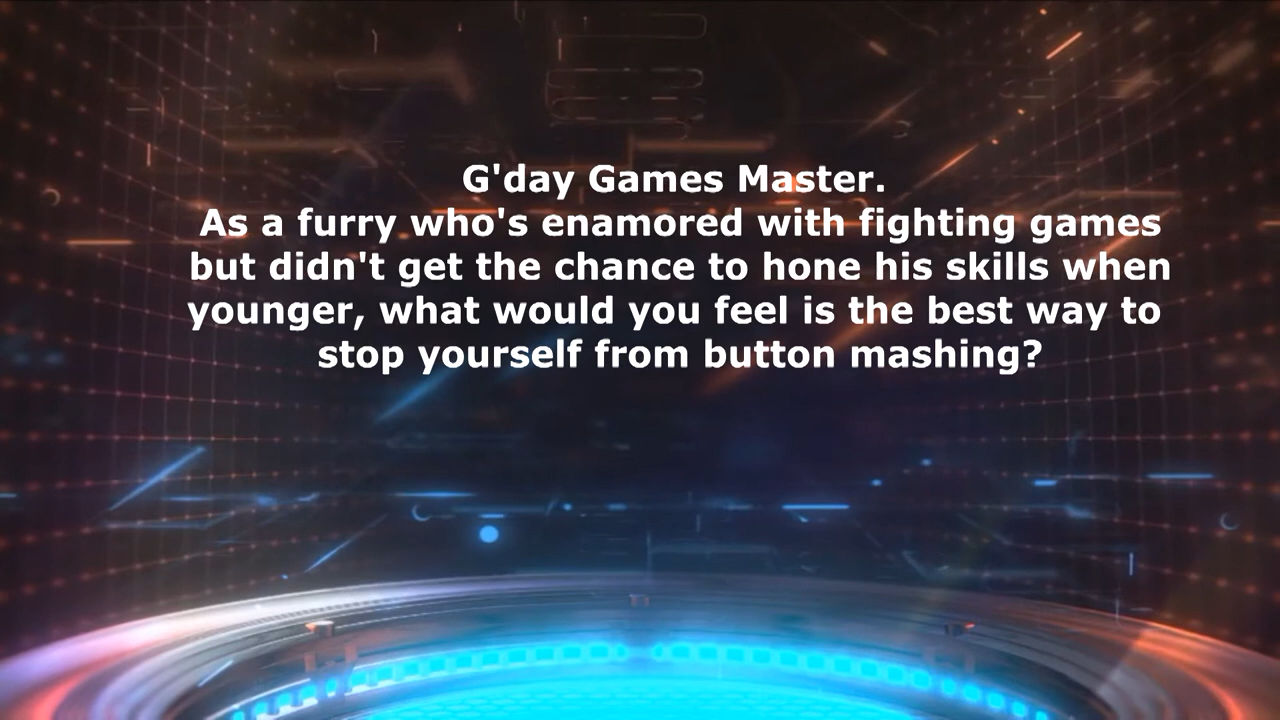 G'day Games Master.
As a furry who's enamored with fighting games
but didn't get the chance to hone his skills when
younger, what would you feel is the best way to
stop yourself from button mashing?